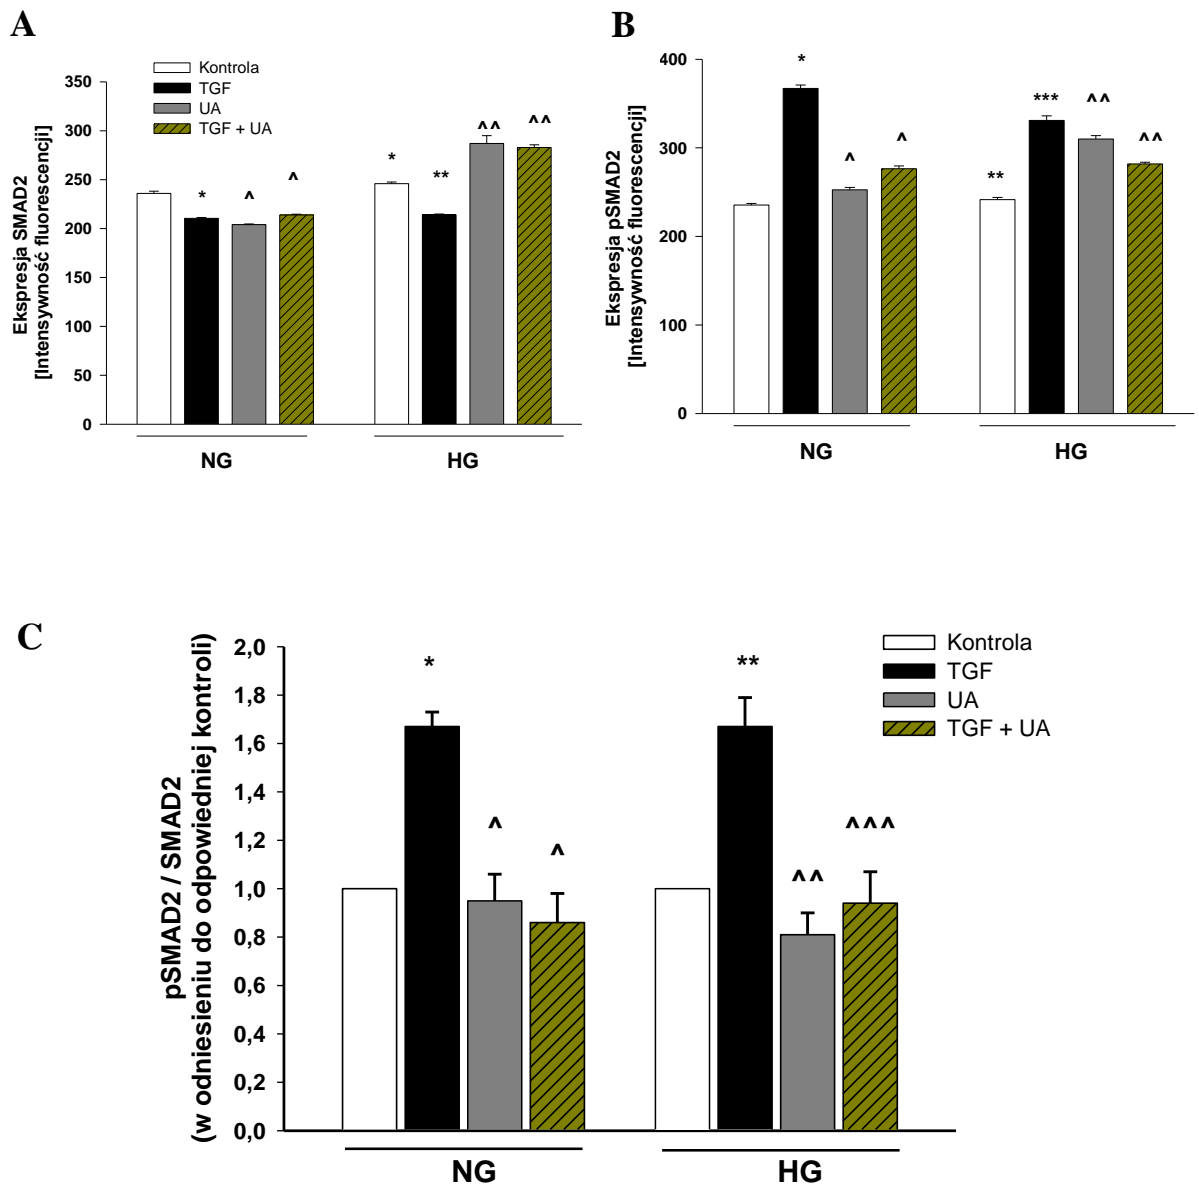 A
Ekspresja SMAD2
[Intensywność fluorescencji]
350
300
250
200
150
100
50
0
Kontrola
TGF
UA
TGF + UA
* ^ ^
* ** ^^ ^^
NG HG
B
Ekspresja pSMAD2
[Intensywność fluorescencji]
400
300
200
100
0
* ^ ^
** *** ^^ ^^
NG HG
C
pSMAD2 / SMAD2
(w odniesieniu do odpowiedniej kontroli)
2,0
1,8
1,6
1,4
1,2
1,0
0,8
0,6
0,4
0,2
0,0
* ^ ^
** ^^ ^^^
Kontrola
TGF
UA
TGF + UA
NG HG